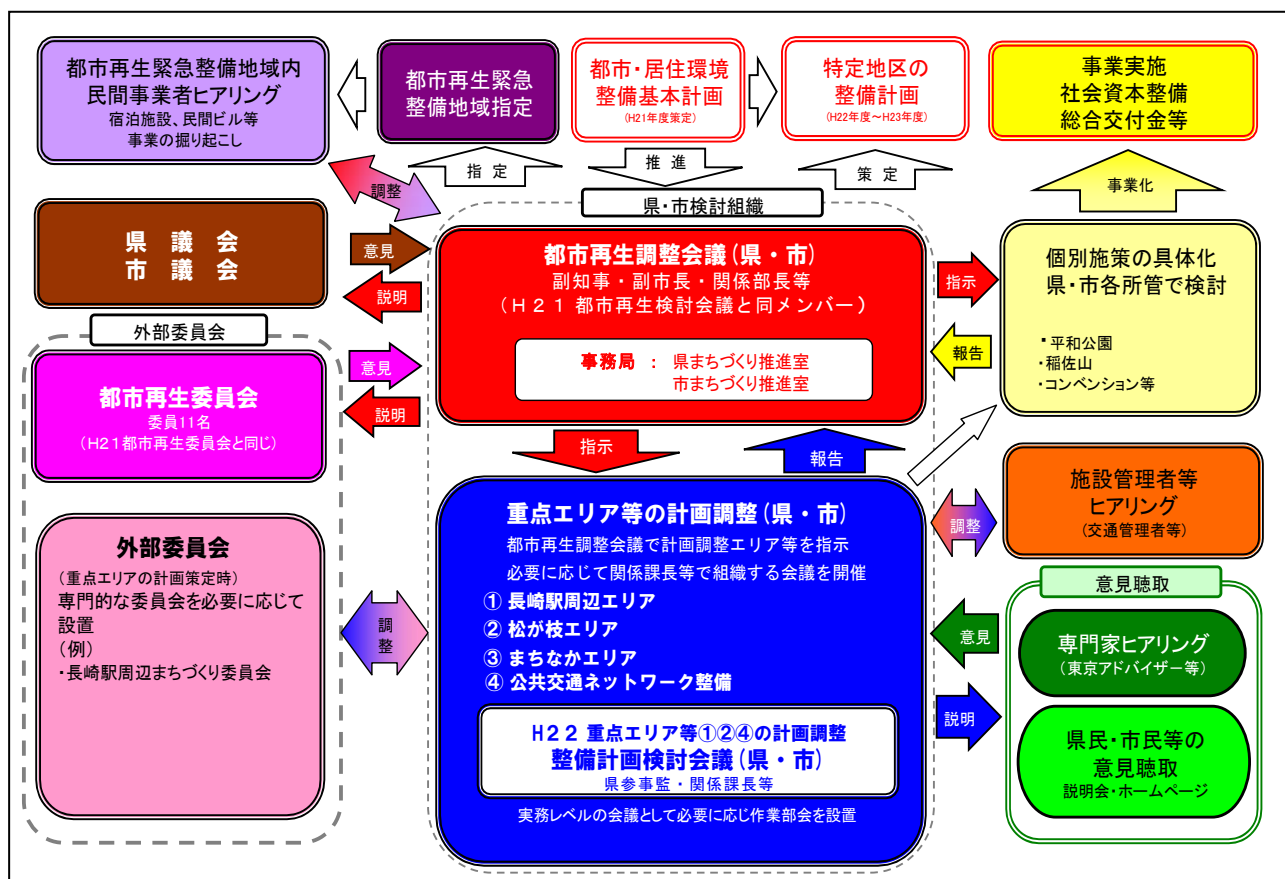 都市再生緊急整備地域内
民間事業者ヒアリング
宿泊施設、民間ビル等
事業の掘り起こし
都市再生緊急
整備地域指定
都市・居住環境
整備基本計画
(H21年度策定)
特定地区の
整備計画
(H22年度～H23年度)
事業実施
社会資本整備
総合交付金等
調整
指 定
推 進
策 定
事業化
県・市検討組織
県 議 会
市 議 会
意見
説明
都市再生調整会議(県・市)
副知事・副市長・関係部長等
(H21 都市再生検討会議と同メンバー)
事務局 : 県まちづくり推進室
市まちづくり推進室
指示
報告
個別施策の具体化
県・市各所管で検討
・平和公園
・稲佐山
・コンベンション等
外部委員会
都市再生委員会
委員11名
(H21都市再生委員会と同じ)
意見
説明
指示
報告
外部委員会
(重点エリアの計画策定時)
専門的な委員会を必要に応じて
設置
(例)
・長崎駅周辺まちづくり委員会
調
整
重点エリア等の計画調整(県・市)
都市再生調整会議で計画調整エリア等を指示
必要に応じて関係課長等で組織する会議を開催
① 長崎駅周辺エリア
② 松が枝エリア
③ まちなかエリア
④ 公共交通ネットワーク整備
H22 重点エリア等①②④の計画調整
整備計画検討会議(県・市)
県参事監・関係課長等
実務レベルの会議として必要に応じ作業部会を設置
調整
施設管理者等
ヒアリング
(交通管理者等)
意見聴取
意見
専門家ヒアリング
(東京アドバイザー等)
説明
県民・市民等の
意見聴取
説明会・ホームページ